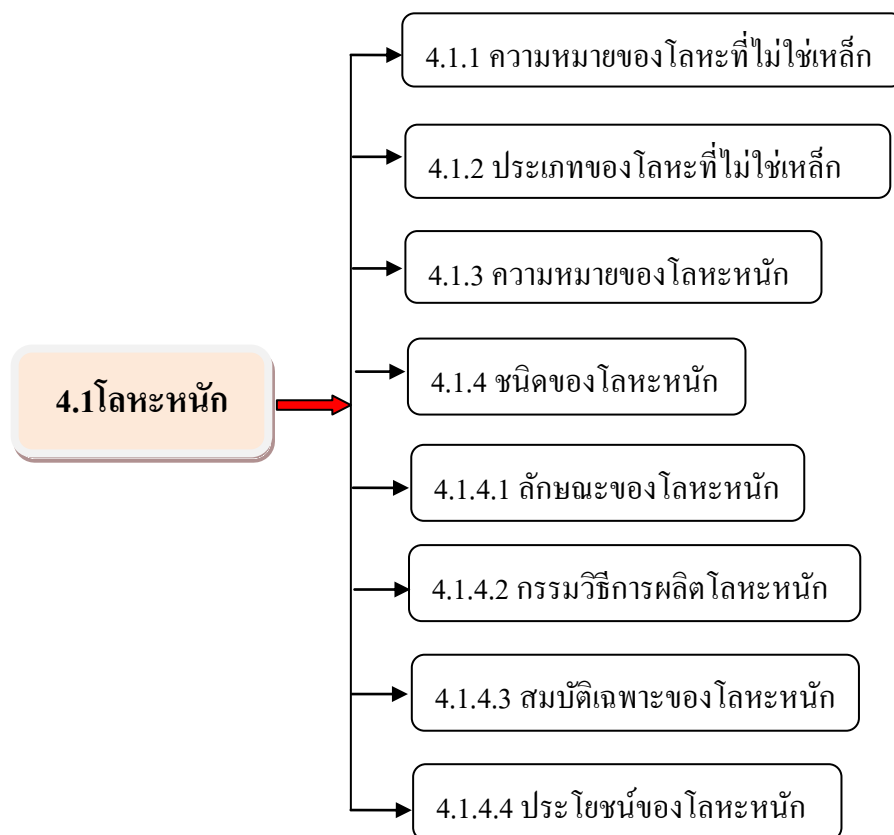 4.1.1 ความหมายของโลหะที่ไม่ใช่เหล็ก
4.1.2 ประเภทของโลหะที่ไม่ใช่เหล็ก
4.1.3 ความหมายของโลหะหนัก
4.1โลหะหนัก
4.1.4 ชนิดของโลหะหนัก
4.1.4.1 ลักษณะของโลหะหนัก
4.1.4.2 กรรมวิธีการผลิตโลหะหนัก
4.1.4.3 สมบัติเฉพาะของโลหะหนัก
4.1.4.4 ประโยชน์ของโลหะหนัก